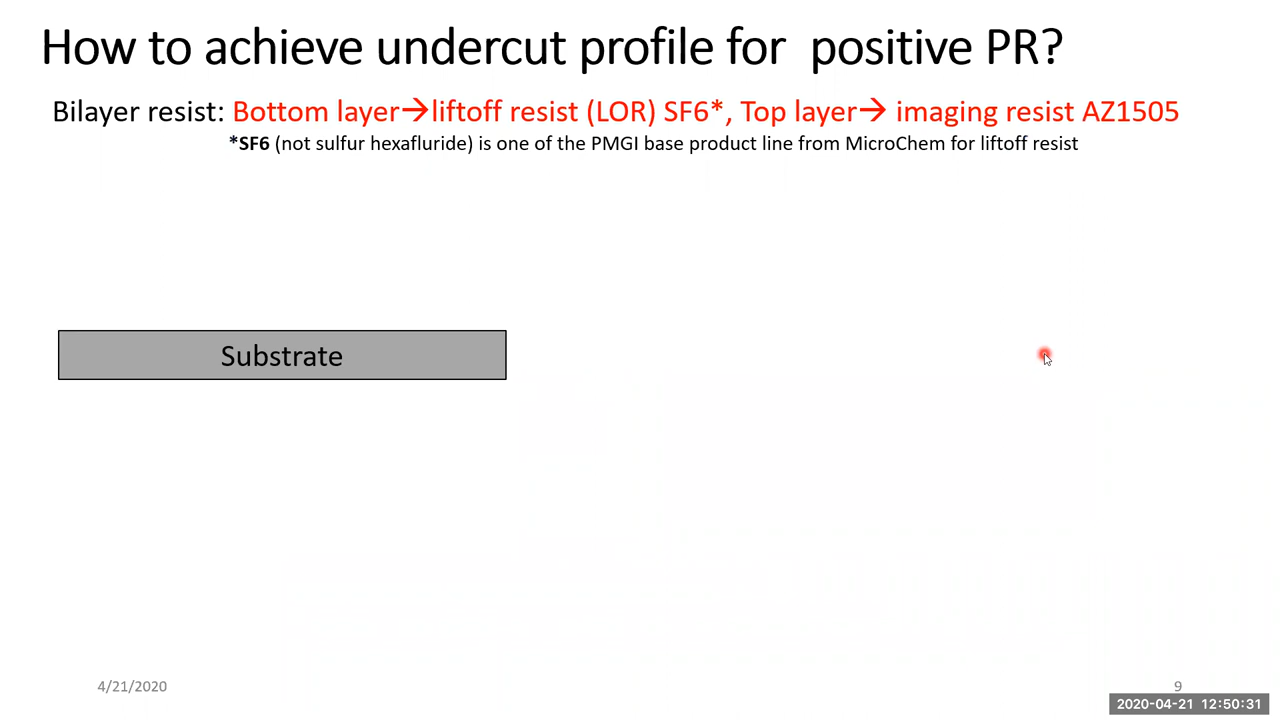 How to achieve undercut profile for  positive PR?
Bilayer resist: Bottom layer→liftoff resist (LOR) SF6*, Top layer→ imaging resist AZ1505
*SF6 (not sulfur hexafluride) is one of the PMGI base product line from MicroChem for liftoff resist
Substrate
4/21/2020
9
2020-04-21 12:50:31